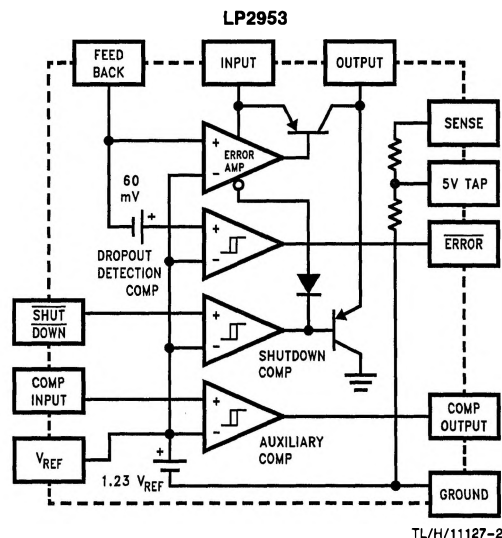 LP2953
FEED
BACK
INPUT
OUTPUT
SENSE
5V TAP
ERROR
+
ERROR
AMP
−
60
mV
+
+
−
DROPOUT
DETECTION
COMP
SHUT
DOWN
+
−
SHUTDOWN
COMP
COMP
INPUT
+
−
AUXILIARY
COMP
COMP
OUTPUT
VREF
+
1.23 VREF
GROUND
TL/H/11127–2